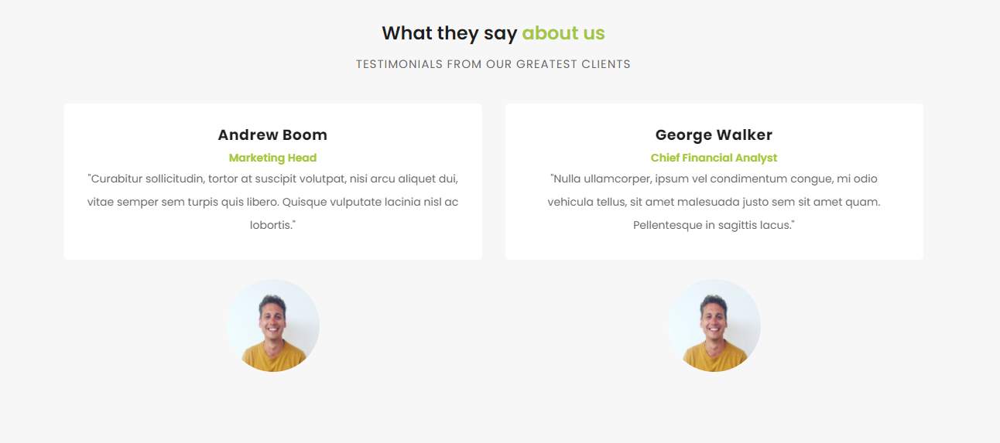 What they say about us
TESTIMONIALS FROM OUR GREATEST CLIENTS
Andrew Boom
Marketing Head
"Curabitur sollicitudin, tortor at suscipit volutpat, nisi arcu aliquet dui,
vitae semper sem turpis quis libero. Quisque vulputate lacinia nisl ac
lobortis."
George Walker
Chief Financial Analyst
"Nulla ullamcorper, ipsum vel condimentum congue, mi odio
vehicula tellus, sit amet malesuada justo sem sit amet quam.
Pellentesque in sagittis lacus."